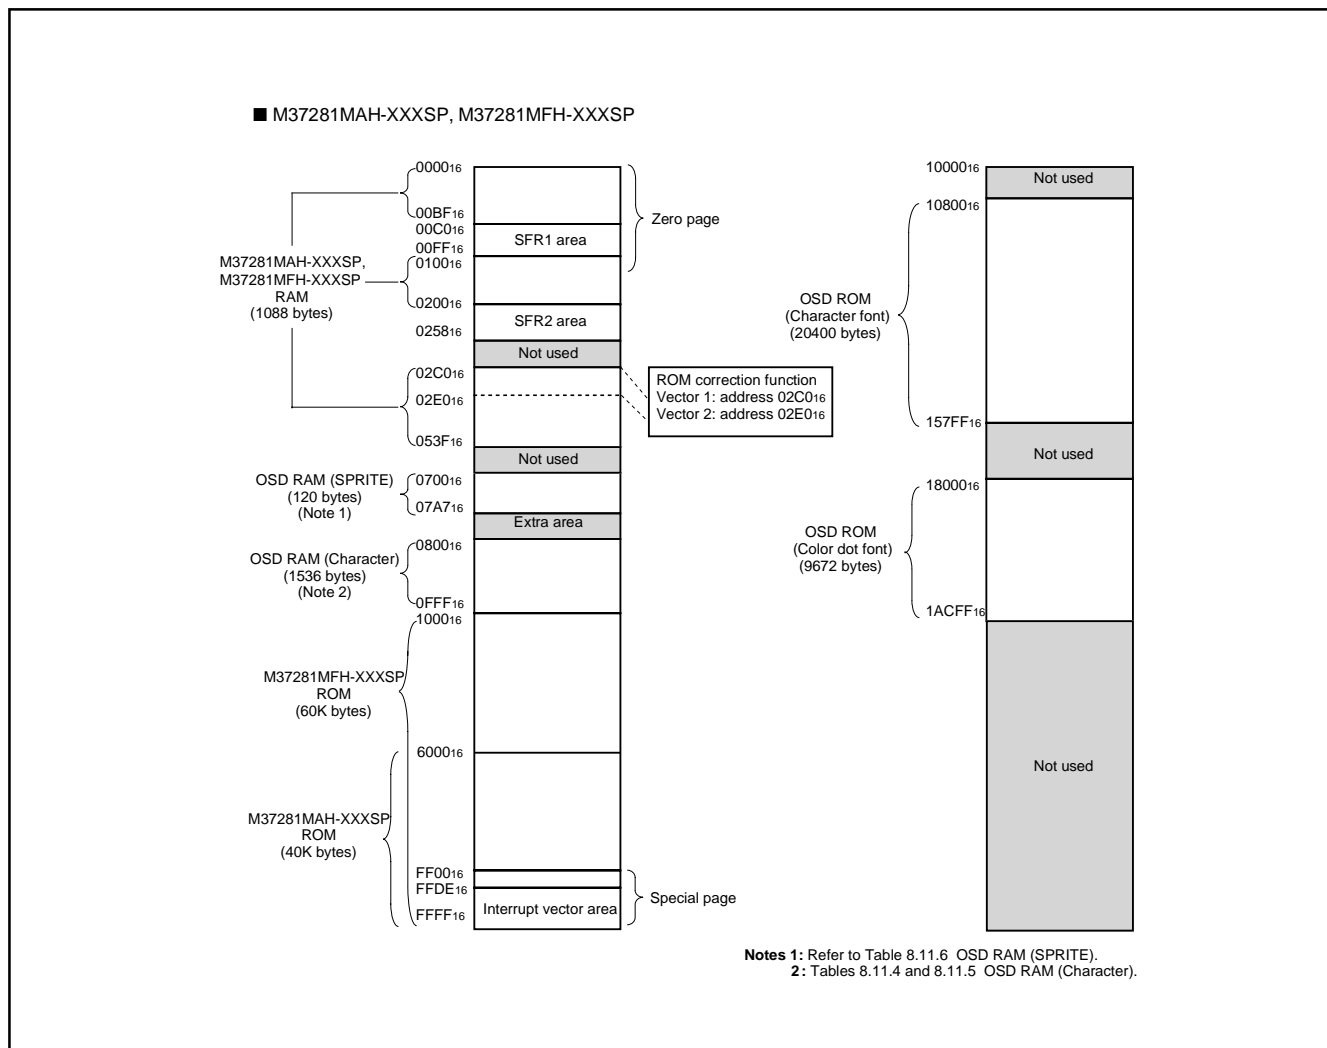 ■ M37281MAH-XXXSP, M37281MFH-XXXSP
0000₁₆
00BF₁₆
00C0₁₆
00FF₁₆
0100₁₆
0200₁₆
0258₁₆
02C0₁₆
02E0₁₆
053F₁₆
0700₁₆
07A7₁₆
0800₁₆
0FFF₁₆
1000₁₆
6000₁₆
FF00₁₆
FFDE₁₆
FFFF₁₆
M37281MAH-XXXSP,
M37281MFH-XXXSP
RAM
(1088 bytes)
OSD RAM (SPRITE)
(120 bytes)
(Note 1)
OSD RAM (Character)
(1536 bytes)
(Note 2)
M37281MFH-XXXSP
ROM
(60K bytes)
M37281MAH-XXXSP
ROM
(40K bytes)
SFR1 area
SFR2 area
Not used
Not used
Extra area
Interrupt vector area
Zero page
ROM correction function
Vector 1: address 02C0₁₆
Vector 2: address 02E0₁₆
Special page
10000₁₆
10800₁₆
157FF₁₆
18000₁₆
1ACFF₁₆
OSD ROM
(Character font)
(20400 bytes)
OSD ROM
(Color dot font)
(9672 bytes)
Not used
Not used
Not used
Notes 1: Refer to Table 8.11.6 OSD RAM (SPRITE).
2: Tables 8.11.4 and 8.11.5 OSD RAM (Character).